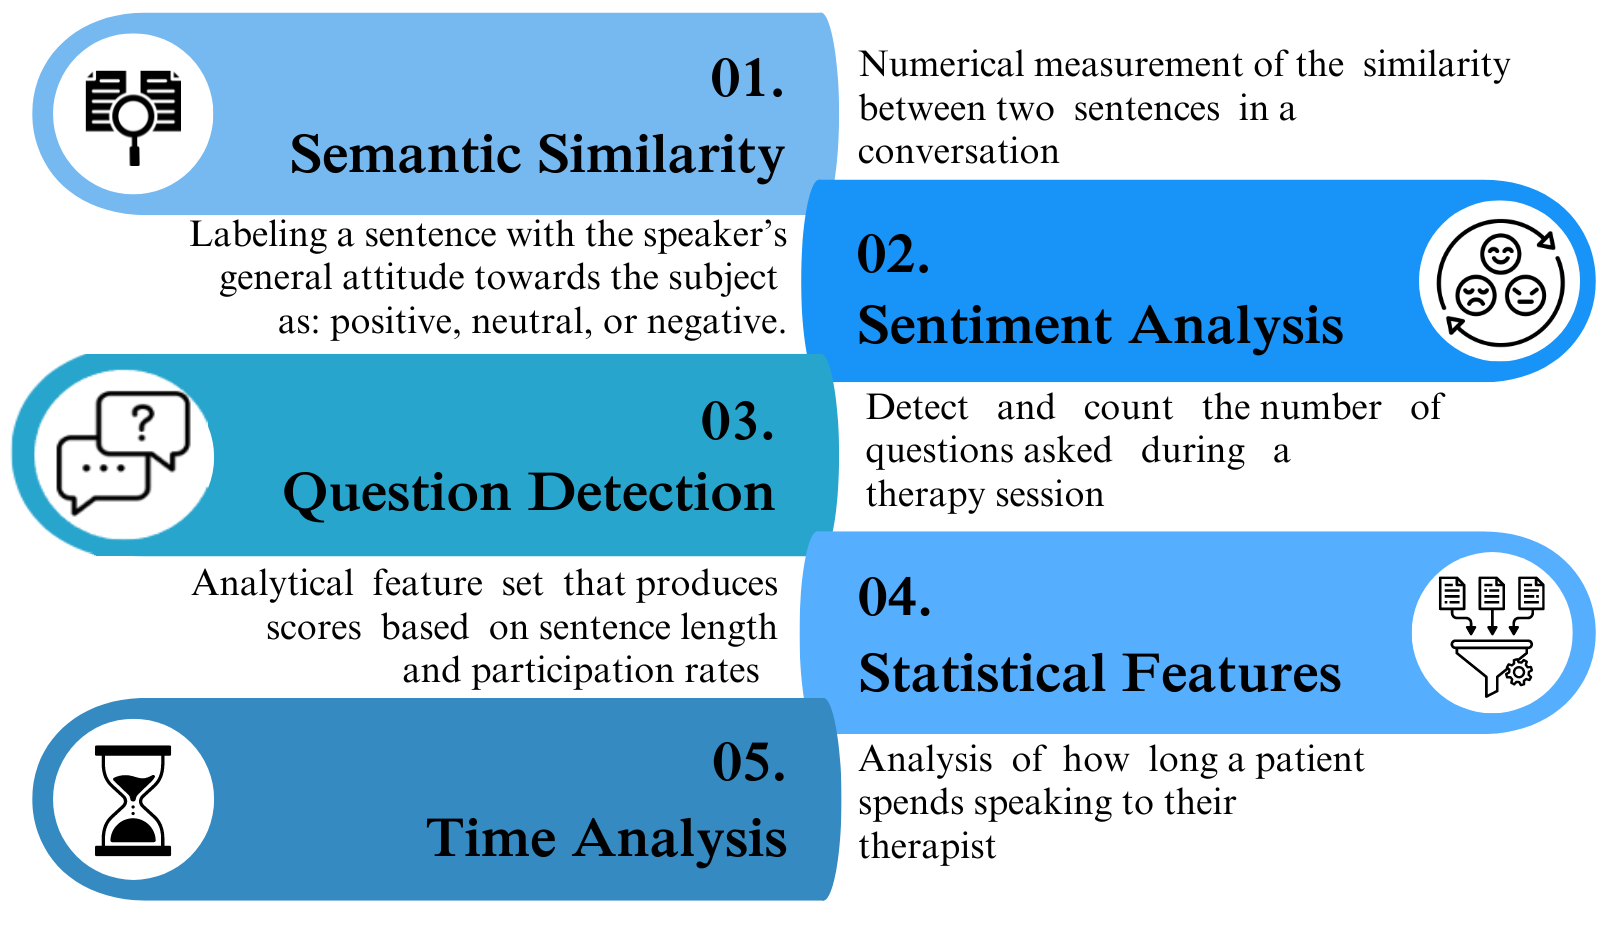 01.
Semantic Similarity
Numerical measurement of the similarity
between two sentences in a
conversation
02.
Sentiment Analysis
Labeling a sentence with the speaker’s
general attitude towards the subject
as: positive, neutral, or negative.
03.
Question Detection
Detect and count the number of
questions asked during a
therapy session
04.
Statistical Features
Analytical feature set that produces
scores based on sentence length
and participation rates
05.
Time Analysis
Analysis of how long a patient
spends speaking to their
therapist